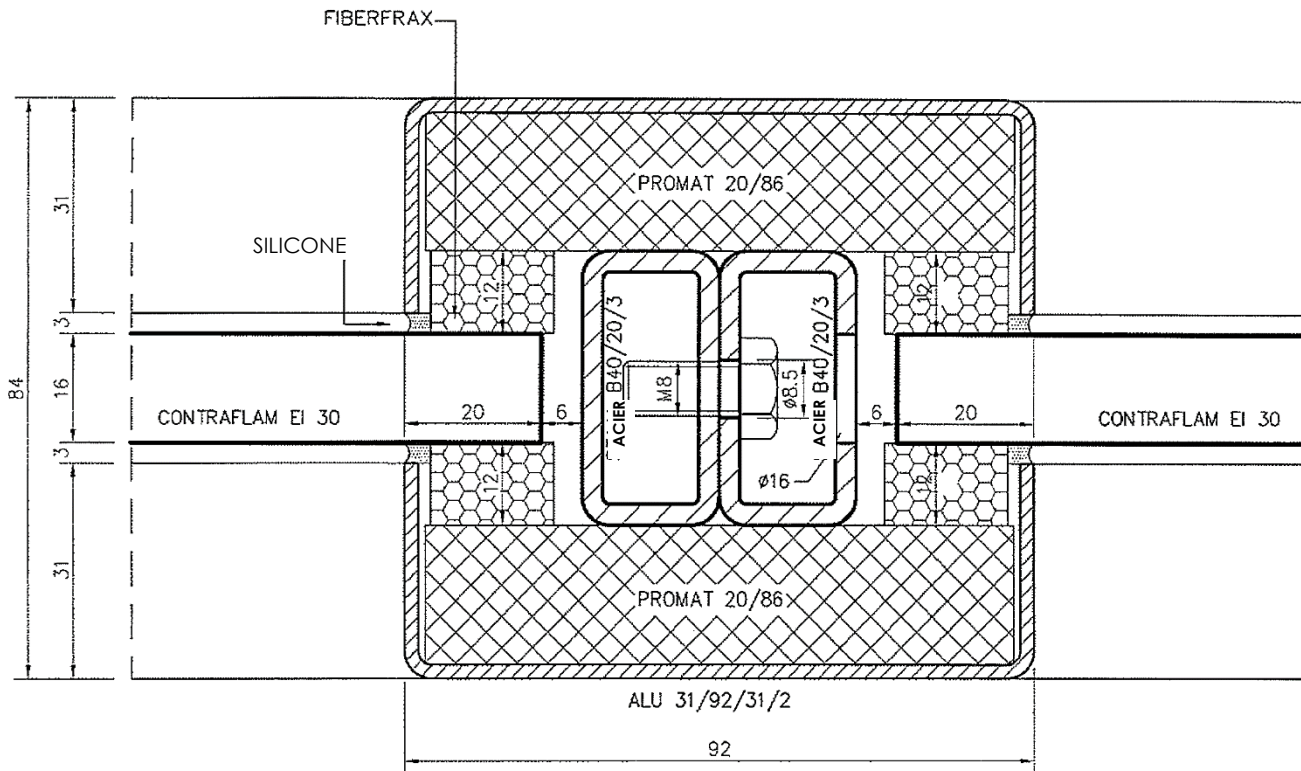 FIBERFRAX
SILICONE
PROMAT 20/86
84
31
3
16
3
31
12
12
ACIER B40/20/3
M8
ø8.5
ACIER B40/20/3
CONTRAFLAM EI 30
20
6
6
20
CONTRAFLAM EI 30
12
ø16
12
PROMAT 20/86
ALU 31/92/31/2
92